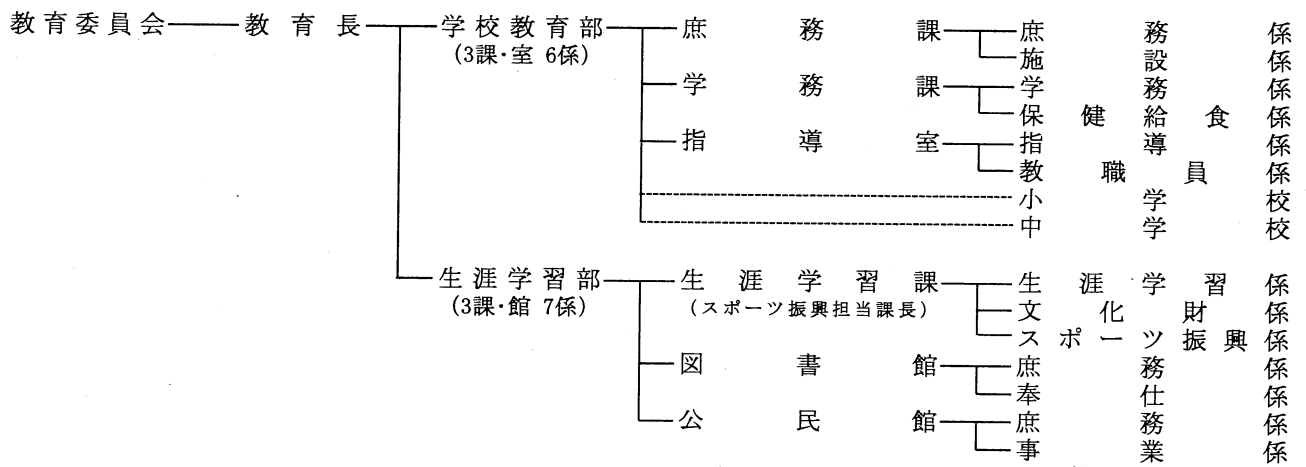 教育委員会 教育長 学校教育部 庶務課 庶務係
(3課・室 6係) 施設係
学務課 学務係
保健給食係
指導室 指導係
教職員係
小学校
中学校
生涯学習部 生涯学習課 生涯学習係
(3課・館 7係) (スポーツ振興担当課長) 文化財係
スポーツ振興係
図書館 庶務係
奉仕係
公民館 庶務係
事業係